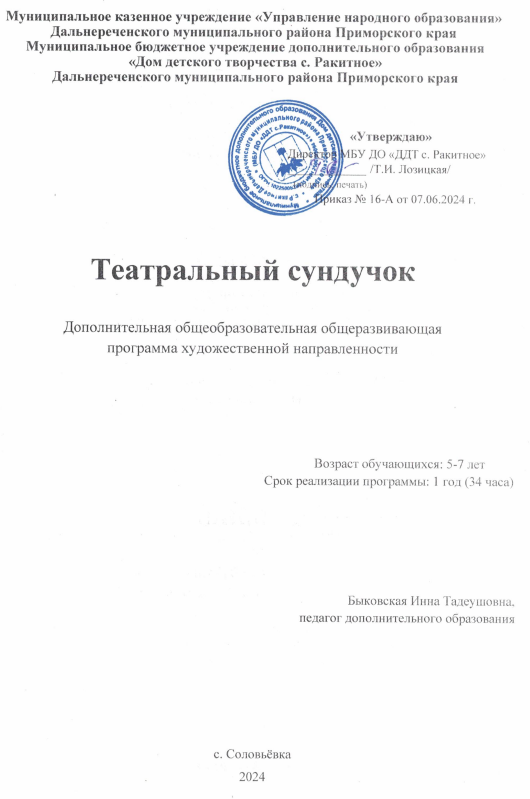 Муниципальное казенное учреждение «Управление народного образования»
Дальнереченского муниципального района Приморского края
Муниципальное бюджетное учреждение дополнительного образования
«Дом детского творчества с. Ракитное»
Дальнереченского муниципального района Приморского края
«Утверждаю»
Директор МБУ ДО «ДДТ с. Ракитное»
/Т.И. Лозицкая/
печать)
Приказ № 16-А от 07.06.2024 г.
Театральный сундучок
Дополнительная общеобразовательная общеразвивающая
программа художественной направленности
Возраст обучающихся: 5-7 лет
Срок реализации программы: 1 год (34 часа)
Быковская Инна Тадеушовна,
педагог дополнительного образования
с. Соловьёвка
2024